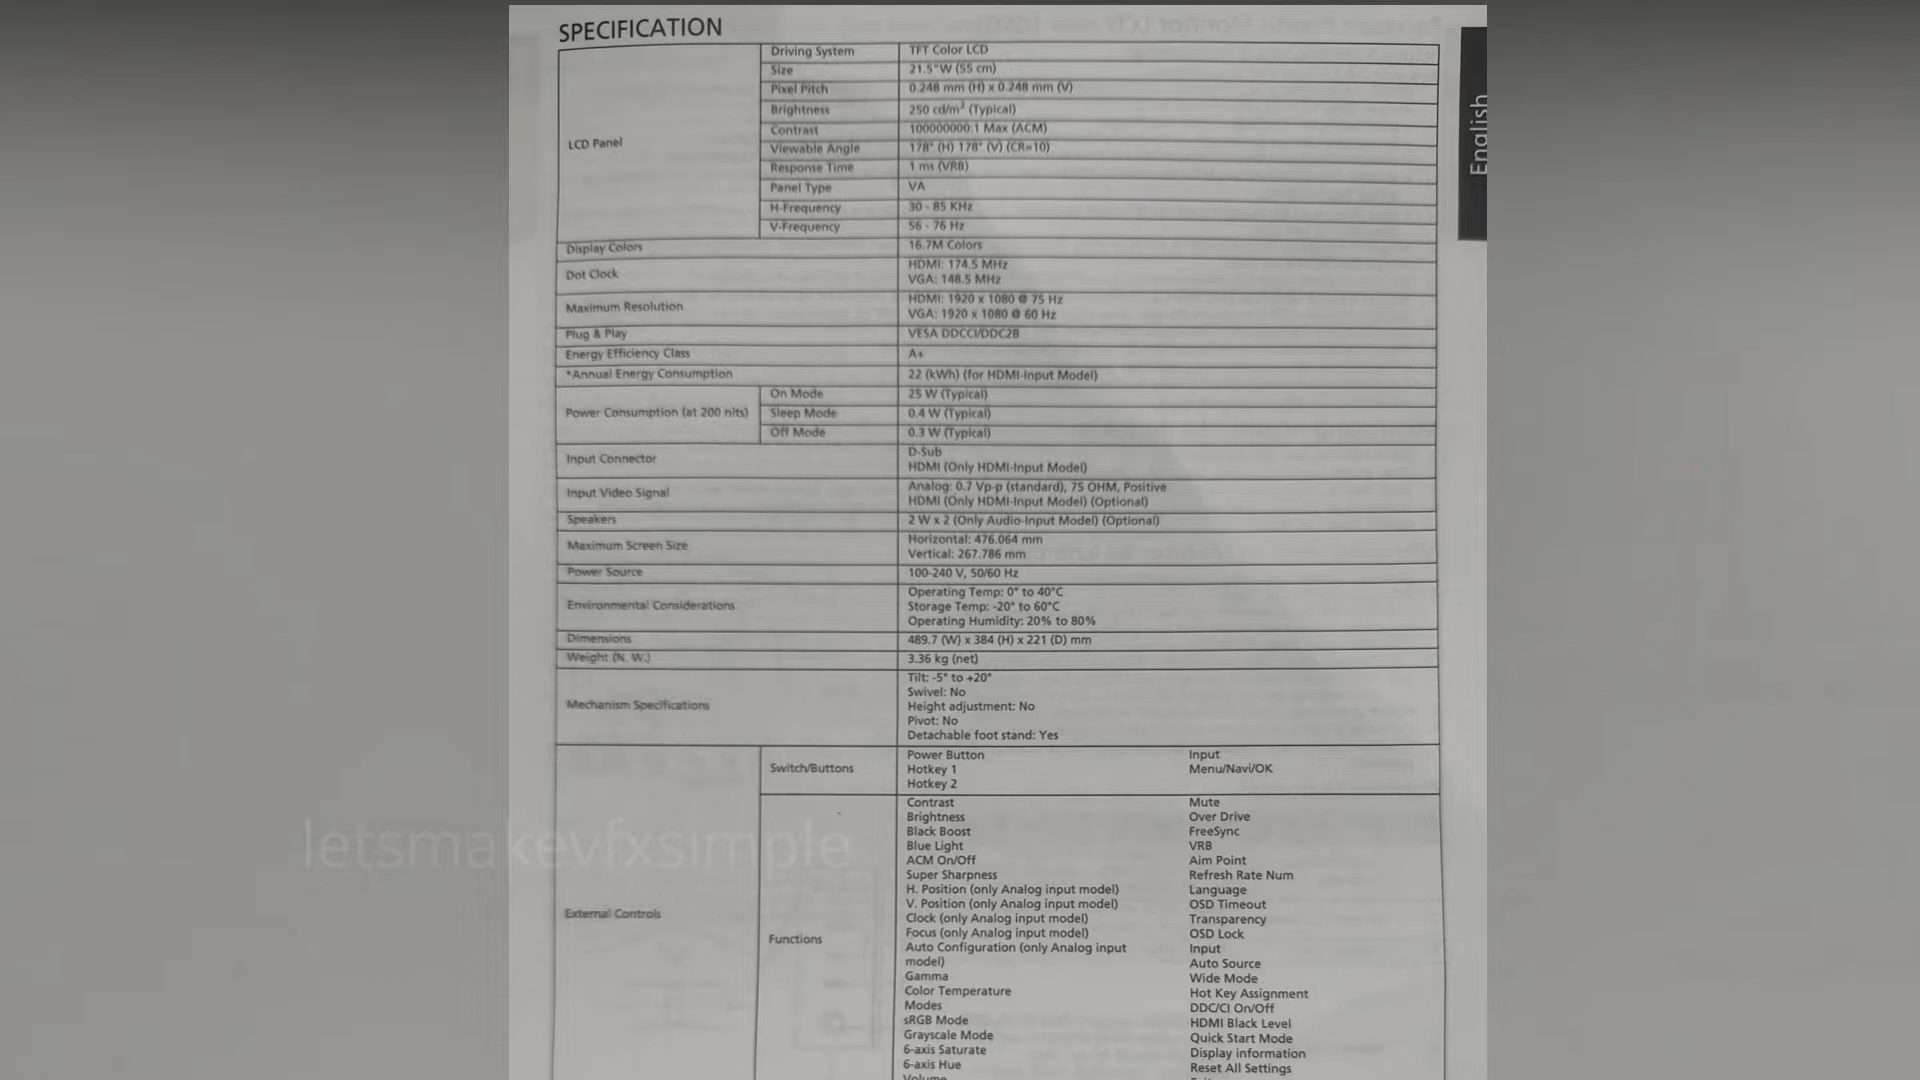 SPECIFICATION
English
LCD Panel
Driving System TFT Color LCD
Size 21.5"W (55 cm)
Pixel Pitch 0.248 mm (H) x 0.248 mm (V)
Brightness 250 cd/m² (Typical)
Contrast 100000000:1 Max (ACM)
Viewable Angle 178° (H) 178° (V) (CR=10)
Response Time 1 ms (VRB)
Panel Type VA
H-Frequency 30 - 85 KHz
V-Frequency 56 - 76 Hz
Display Colors 16.7M Colors
Dot Clock
HDMI: 174.5 MHz
VGA: 148.5 MHz
Maximum Resolution
HDMI: 1920 x 1080 @ 75 Hz
VGA: 1920 x 1080 @ 60 Hz
Plug & Play VESA DDCCI/DDC2B
Energy Efficiency Class A+
*Annual Energy Consumption 22 (kWh) (for HDMI-Input Model)
Power Consumption (at 200 nits)
On Mode 25 W (Typical)
Sleep Mode 0.4 W (Typical)
Off Mode 0.3 W (Typical)
Input Connector
D-Sub
HDMI (Only HDMI-Input Model)
Input Video Signal
Analog: 0.7 Vp-p (standard), 75 OHM, Positive
HDMI (Only HDMI-Input Model) (Optional)
Speakers 2 W x 2 (Only Audio-Input Model) (Optional)
Maximum Screen Size
Horizontal: 476.064 mm
Vertical: 267.786 mm
Power Source 100-240 V, 50/60 Hz
Environmental Considerations
Operating Temp: 0° to 40°C
Storage Temp: -20° to 60°C
Operating Humidity: 20% to 80%
Dimensions 489.7 (W) x 384 (H) x 221 (D) mm
Weight (N. W.) 3.36 kg (net)
Mechanism Specifications
Tilt: -5° to +20°
Swivel: No
Height adjustment: No
Pivot: No
Detachable foot stand: Yes
External Controls
Switch/Buttons
Power Button
Hotkey 1
Hotkey 2
Input
Menu/Navi/OK
Functions
Contrast
Brightness
Black Boost
Blue Light
ACM On/Off
Super Sharpness
H. Position (only Analog input model)
V. Position (only Analog input model)
Clock (only Analog input model)
Focus (only Analog input model)
Auto Configuration (only Analog input
model)
Gamma
Color Temperature
Modes
sRGB Mode
Grayscale Mode
6-axis Saturate
6-axis Hue
Volume
Mute
Over Drive
FreeSync
VRB
Aim Point
Refresh Rate Num
Language
OSD Timeout
Transparency
OSD Lock
Input
Auto Source
Wide Mode
Hot Key Assignment
DDC/CI On/Off
HDMI Black Level
Quick Start Mode
Display information
Reset All Settings
letsmakevfxsimple